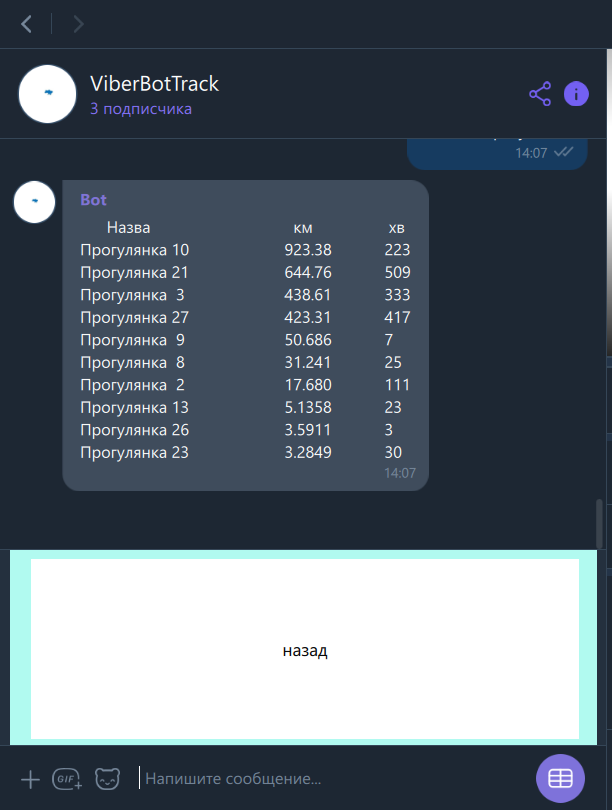 ViberBotTrack
3 подписчика
14:07
Bot
Назва км хв
Прогулянка 10 923.38 223
Прогулянка 21 644.76 509
Прогулянка 3 438.61 333
Прогулянка 27 423.31 417
Прогулянка 9 50.686 7
Прогулянка 8 31.241 25
Прогулянка 2 17.680 111
Прогулянка 13 5.1358 23
Прогулянка 26 3.5911 3
Прогулянка 23 3.2849 30
14:07
назад
GIF Напишите сообщение...